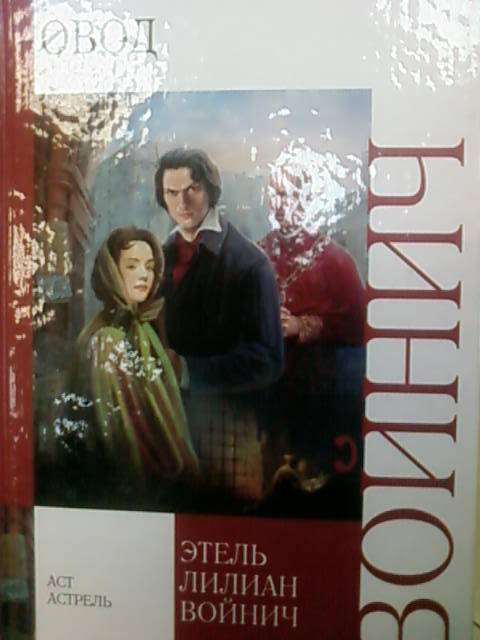 ОВОД
ВОЙНИЧ
ЭТЕЛЬ
ЛИЛИАН
ВОЙНИЧ
АСТ
АСТРЕЛЬ